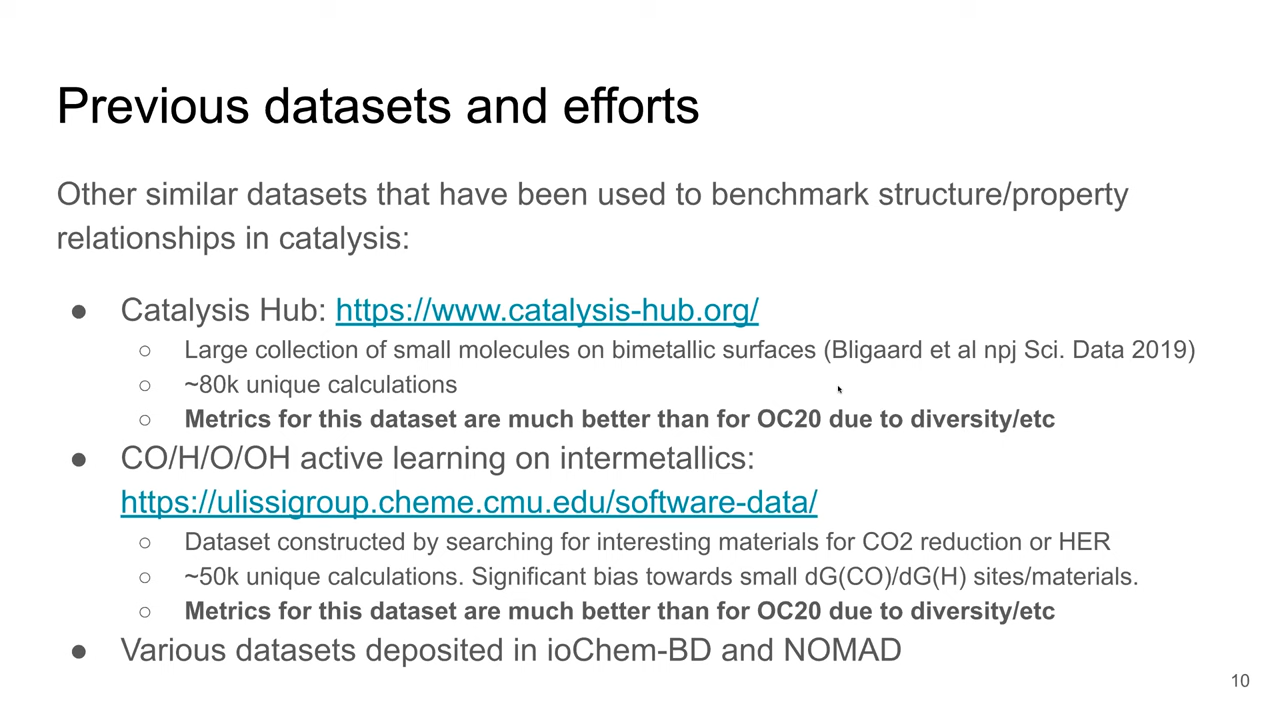 Previous datasets and efforts
Other similar datasets that have been used to benchmark structure/property
relationships in catalysis:
● Catalysis Hub: https://www.catalysis-hub.org/
○ Large collection of small molecules on bimetallic surfaces (Bligaard et al npj Sci. Data 2019)
○ ~80k unique calculations
○ Metrics for this dataset are much better than for OC20 due to diversity/etc
● CO/H/O/OH active learning on intermetallics:
https://ulissigroup.cheme.cmu.edu/software-data/
○ Dataset constructed by searching for interesting materials for CO2 reduction or HER
○ ~50k unique calculations. Significant bias towards small dG(CO)/dG(H) sites/materials.
○ Metrics for this dataset are much better than for OC20 due to diversity/etc
● Various datasets deposited in ioChem-BD and NOMAD
10